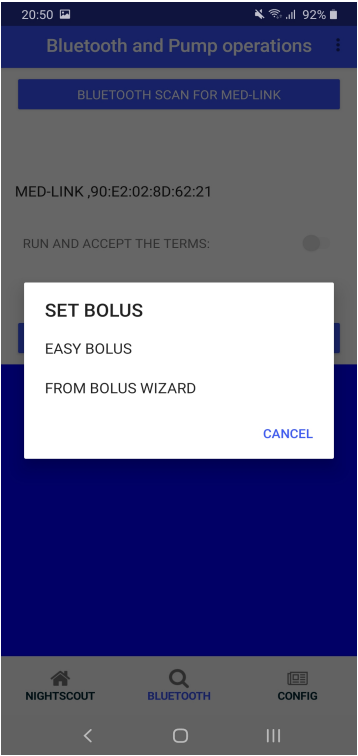 20:50 92%
Bluetooth and Pump operations
BLUETOOTH SCAN FOR MED-LINK
MED-LINK ,90:E2:02:8D:62:21
RUN AND ACCEPT THE TERMS:
SET BOLUS
EASY BOLUS
FROM BOLUS WIZARD
CANCEL
NIGHTSCOUT BLUETOOTH CONFIG